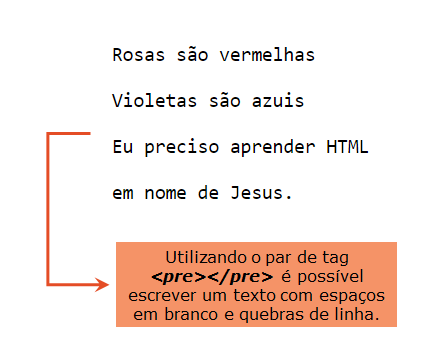 Rosas são vermelhas
Violetas são azuis
Eu preciso aprender HTML
em nome de Jesus.
Utilizando o par de tag
<pre></pre> é possível
escrever um texto com espaços
em branco e quebras de linha.